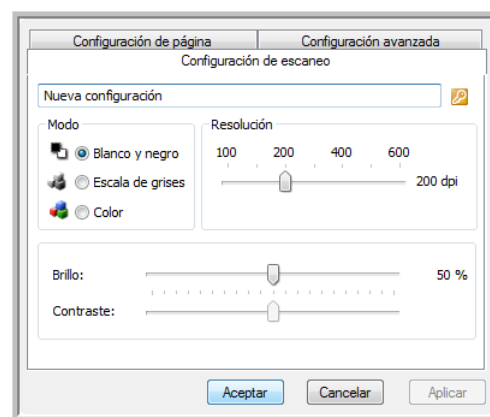 Configuración de página Configuración avanzada
Configuración de escaneo
Nueva configuración
Modo Resolución
Blanco y negro 100 200 400 600
Escala de grises 200 dpi
Color
Brillo: 50 %
Contraste:
Aceptar Cancelar Aplicar